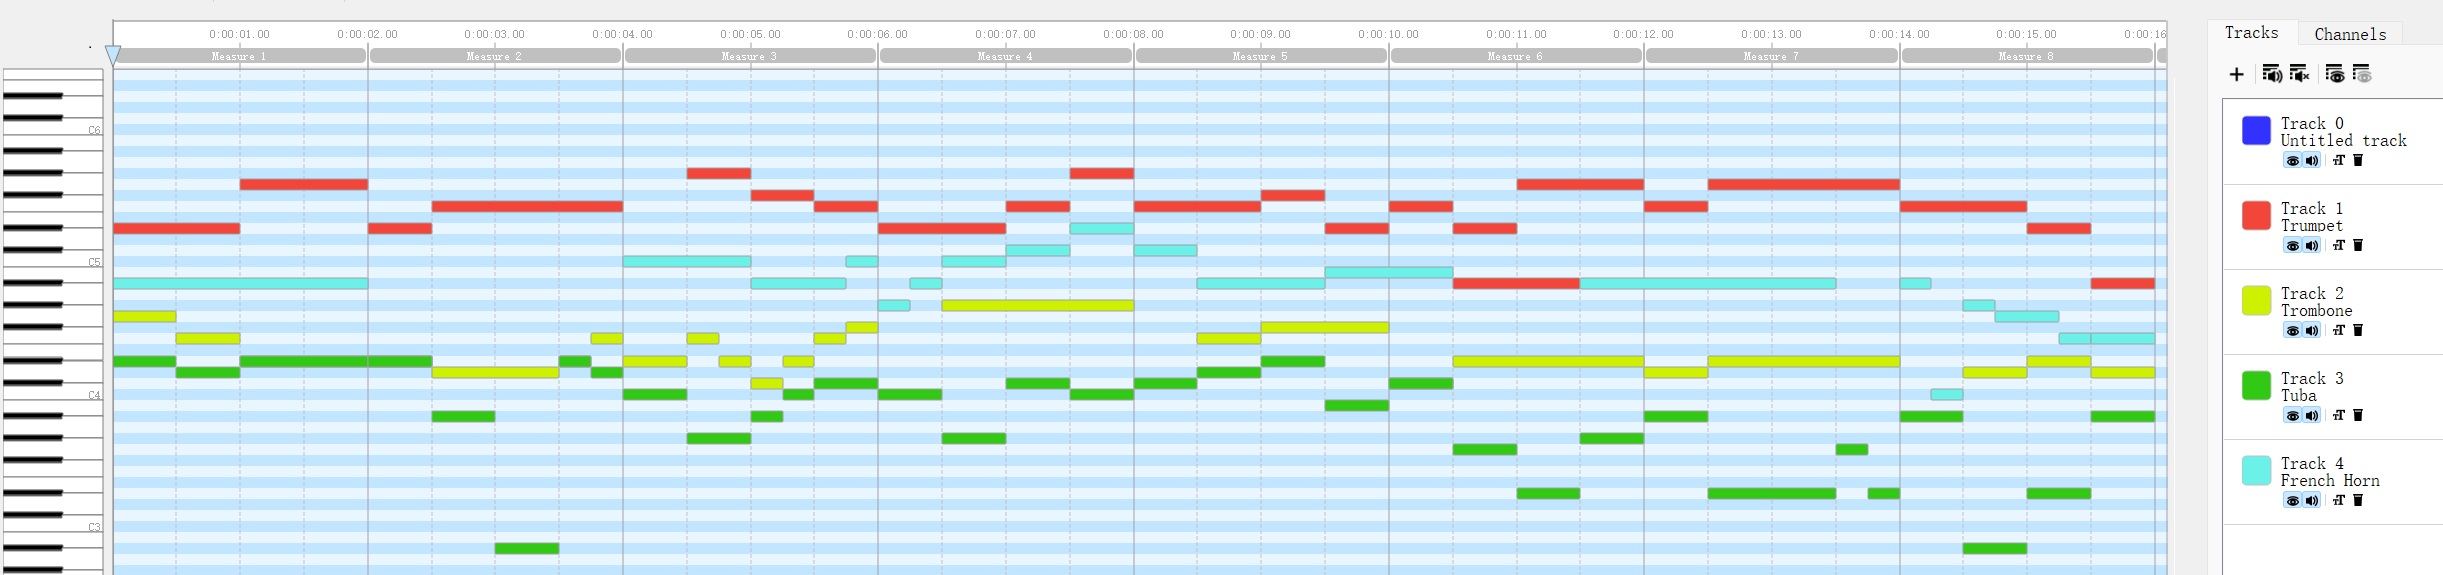 0:00:01.00 0:00:02.00 0:00:03.00 0:00:04.00 0:00:05.00 0:00:06.00 0:00:07.00 0:00:08.00 0:00:09.00 0:00:10.00 0:00:11.00 0:00:12.00 0:00:13.00 0:00:14.00 0:00:15.00 0:00:16
Measure 1 Measure 2 Measure 3 Measure 4 Measure 5 Measure 6 Measure 7 Measure 8
C6
C5
C4
C3
Tracks Channels
Track 0
Untitled track
T
Track 1
Trumpet
T
Track 2
Trombone
T
Track 3
Tuba
T
Track 4
French Horn
T